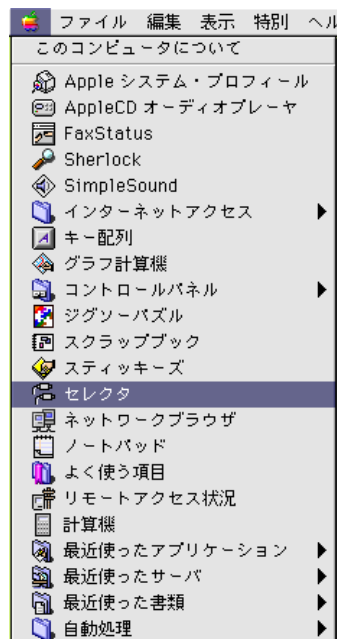 ファイル 編集 表示 特別 ヘル
このコンピュータについて
Apple システム・プロフィール
AppleCD オーディオプレーヤ
FaxStatus
Sherlock
SimpleSound
インターネットアクセス
キー配列
グラフ計算機
コントロールパネル
ジグソーパズル
スクラップブック
スティッキーズ
セレクタ
ネットワークブラウザ
ノートパッド
よく使う項目
リモートアクセス状況
計算機
最近使ったアプリケーション
最近使ったサーバ
最近使った書類
自動処理